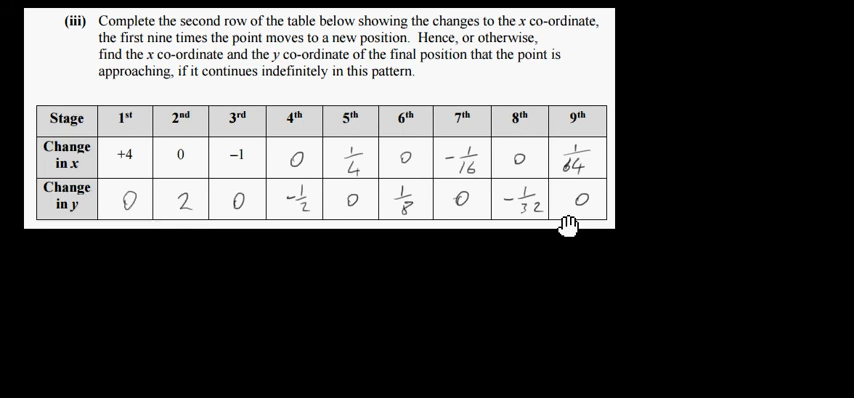 (iii) Complete the second row of the table below showing the changes to the x co-ordinate,
the first nine times the point moves to a new position. Hence, or otherwise,
find the x co-ordinate and the y co-ordinate of the final position that the point is
approaching, if it continues indefinitely in this pattern.
Stage 1st 2nd 3rd 4th 5th 6th 7th 8th 9th
Change in x +4 0 –1 0 1/4 0 -1/16 0 1/64
Change in y 0 2 0 -1/2 0 1/8 0 -1/32 0